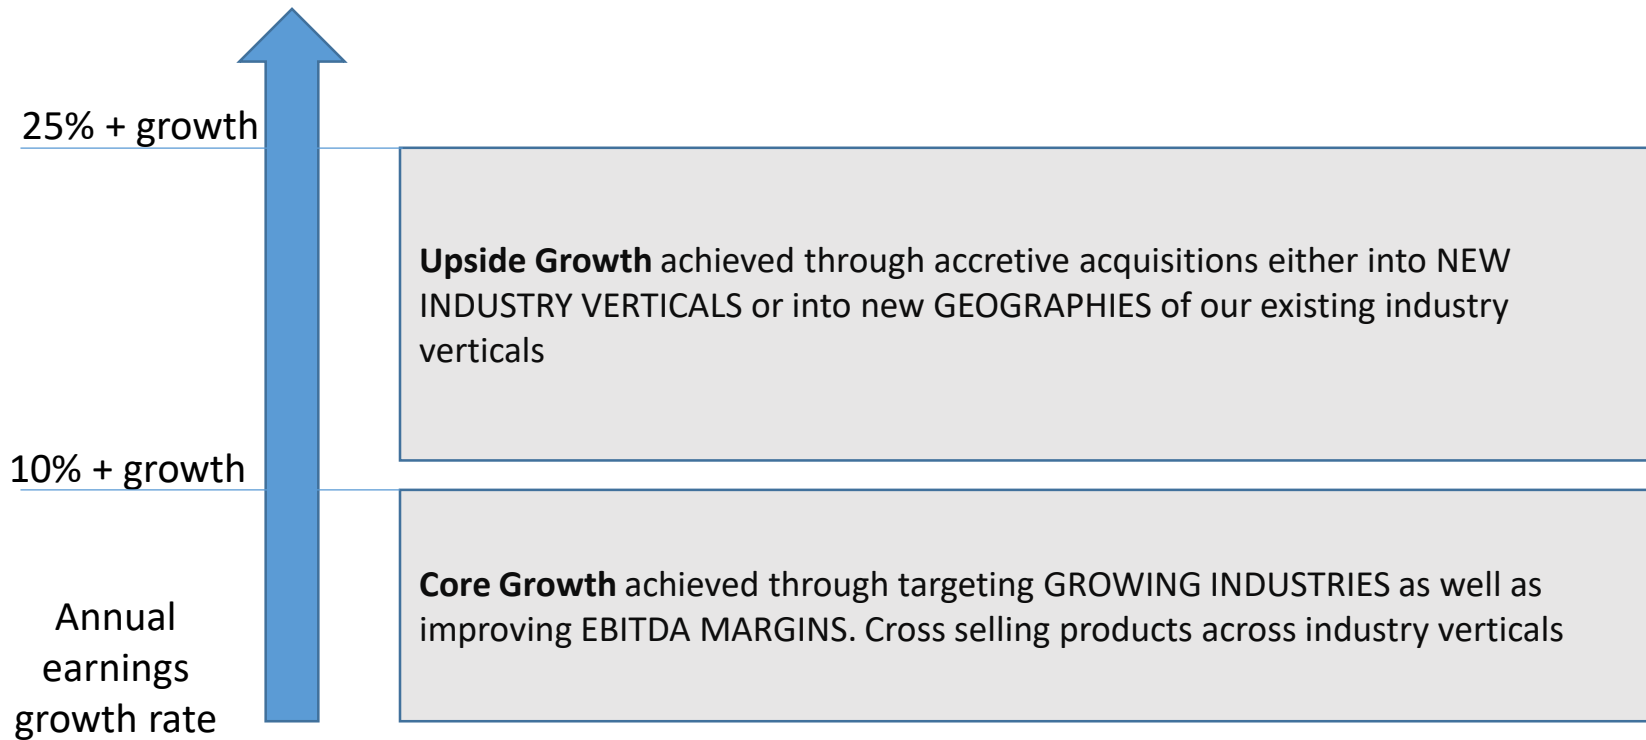 25% + growth
Upside Growth achieved through accretive acquisitions either into NEW
INDUSTRY VERTICALS or into new GEOGRAPHIES of our existing industry
verticals
10% + growth
Core Growth achieved through targeting GROWING INDUSTRIES as well as
improving EBITDA MARGINS. Cross selling products across industry verticals
Annual
earnings
growth rate